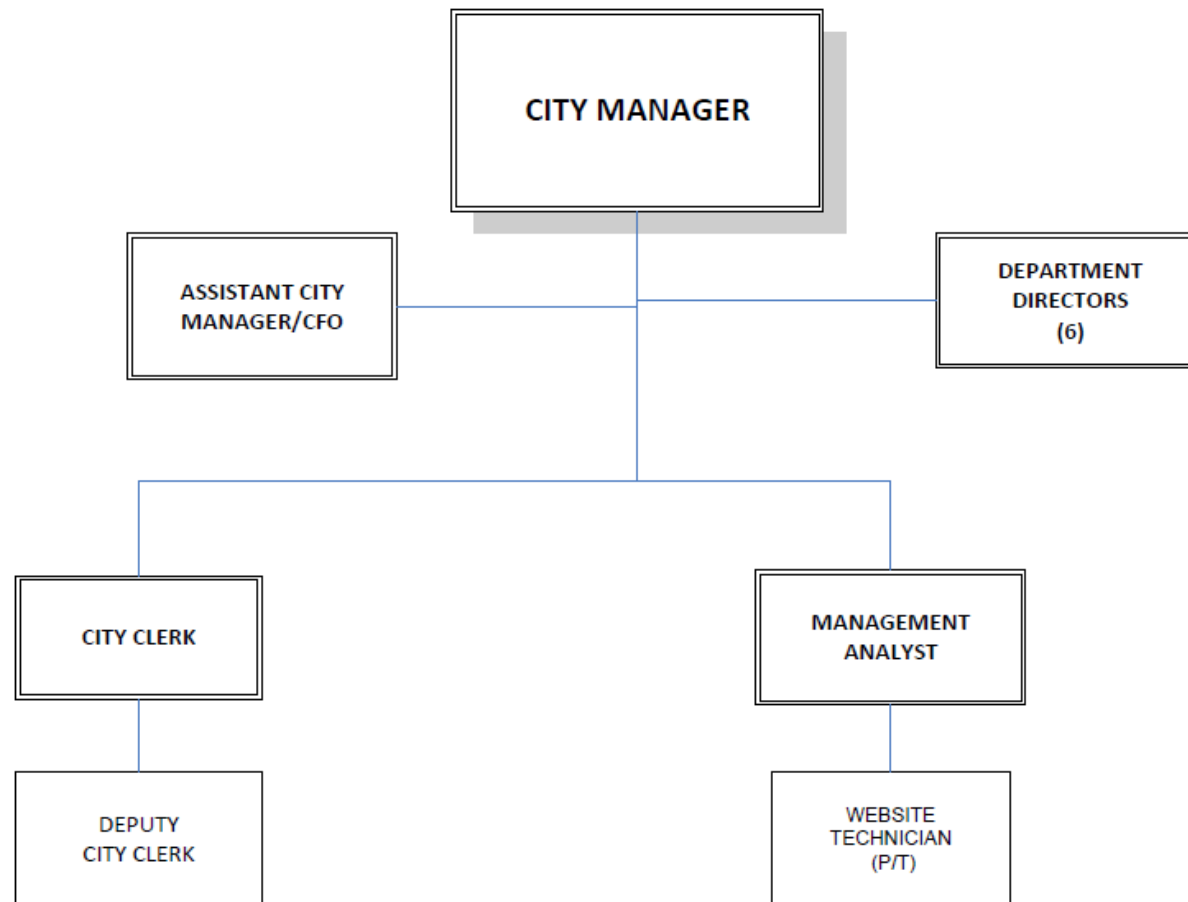 CITY MANAGER
ASSISTANT CITY
MANAGER/CFO
DEPARTMENT
DIRECTORS
(6)
CITY CLERK
MANAGEMENT
ANALYST
DEPUTY
CITY CLERK
WEBSITE
TECHNICIAN
(P/T)